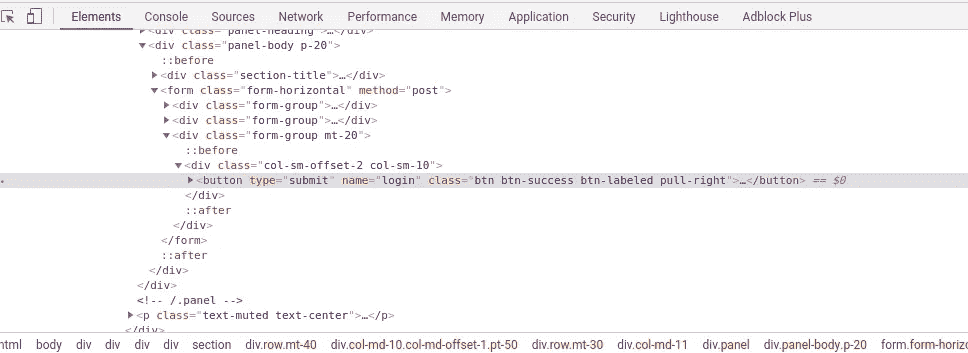 Elements Console Sources Network Performance Memory Application Security Lighthouse Adblock Plus
<div class="panel-heading">…</div>
<div class="panel-body p-20">
::before
<div class="section-title">…</div>
<form class="form-horizontal" method="post">
<div class="form-group">…</div>
<div class="form-group">…</div>
<div class="form-group mt-20">
::before
<div class="col-sm-offset-2 col-sm-10">
<button type="submit" name="login" class="btn btn-success btn-labeled pull-right">…</button> == $0
</div>
::after
</div>
</form>
::after
</div>
</div>
<!-- /.panel -->
<p class="text-muted text-center">…</p>
</div>
html body div div div div section div.row.mt-40 div.col-md-10.col-md-offset-1.pt-50 div.row.mt-30 div.col-md-11 div.panel div.panel-body.p-20 form.form-horizo